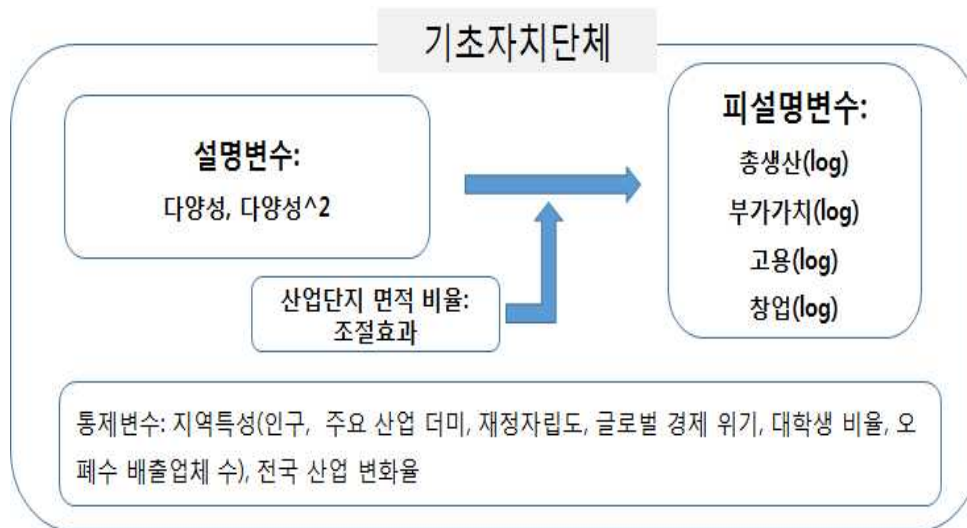 기초자치단체
설명변수:
다양성, 다양성^2
피설명변수:
총생산(log)
부가가치(log)
고용(log)
창업(log)
산업단지 면적 비율:
조절효과
통제변수: 지역특성(인구, 주요 산업 더미, 재정자립도, 글로벌 경제 위기, 대학생 비율, 오
폐수 배출업체 수), 전국 산업 변화율